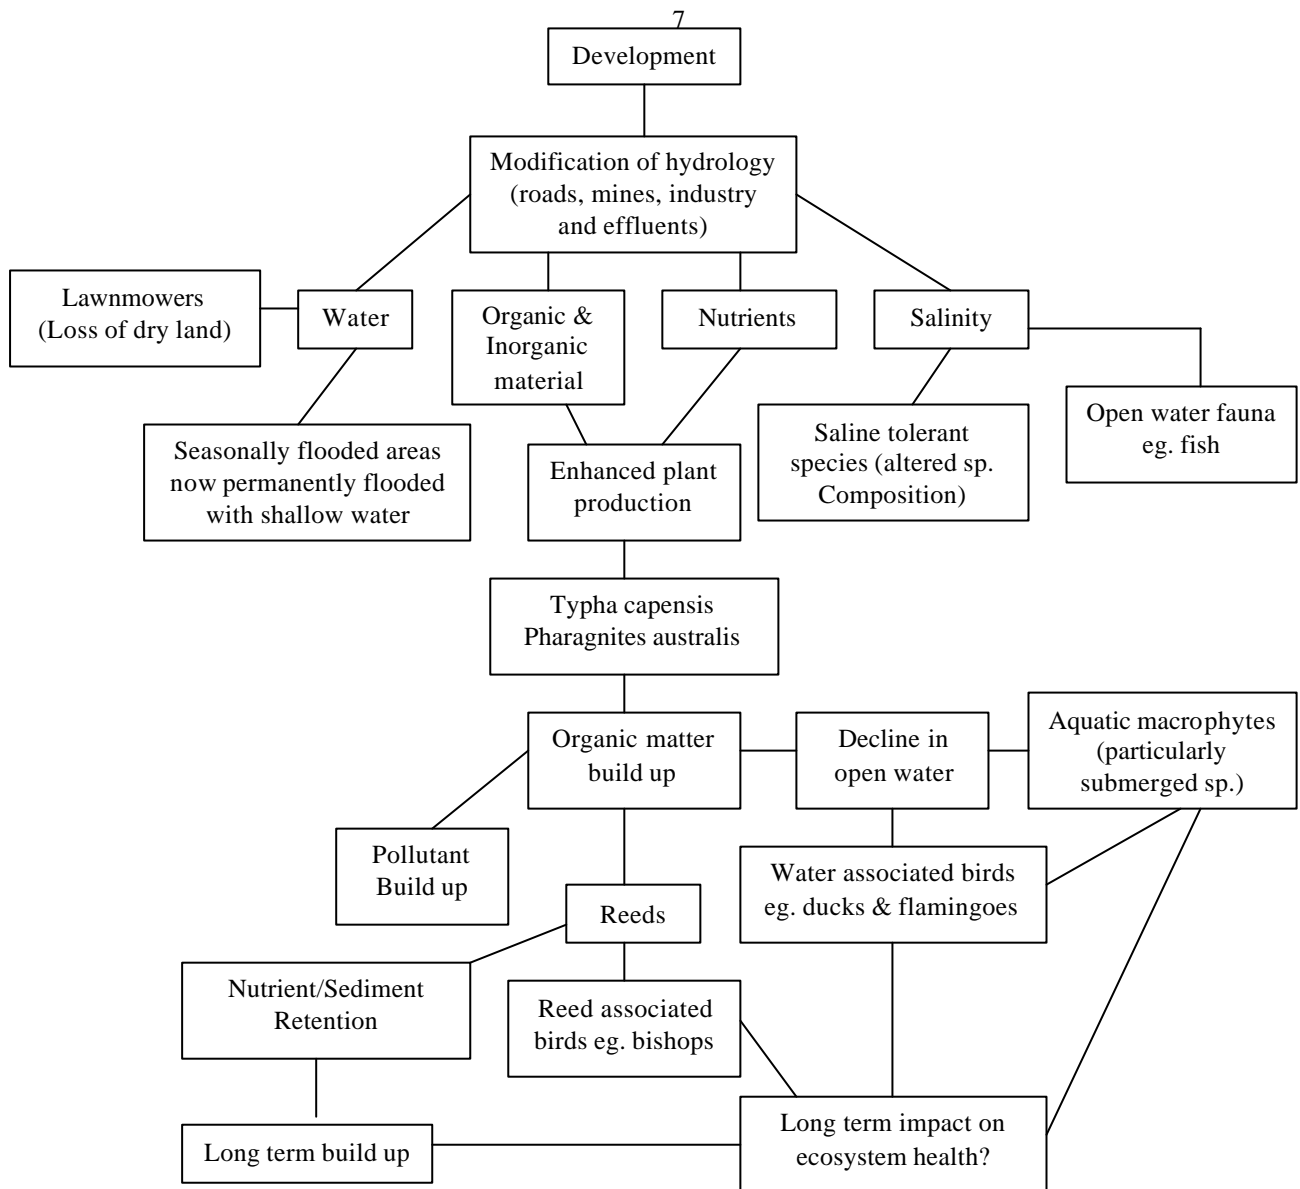 7
Development
Modification of hydrology
(roads, mines, industry
and effluents)
Lawnmowers
(Loss of dry land)
Water
Organic &
Inorganic
material
Nutrients
Salinity
Seasonally flooded areas
now permanently flooded
with shallow water
Enhanced plant
production
Saline tolerant
species (altered sp.
Composition)
Open water fauna
eg. fish
Typha capensis
Pharagnites australis
Organic matter
build up
Decline in
open water
Aquatic macrophytes
(particularly
submerged sp.)
Pollutant
Build up
Water associated birds
eg. ducks & flamingoes
Reeds
Nutrient/Sediment
Retention
Reed associated
birds eg. bishops
Long term build up
Long term impact on
ecosystem health?